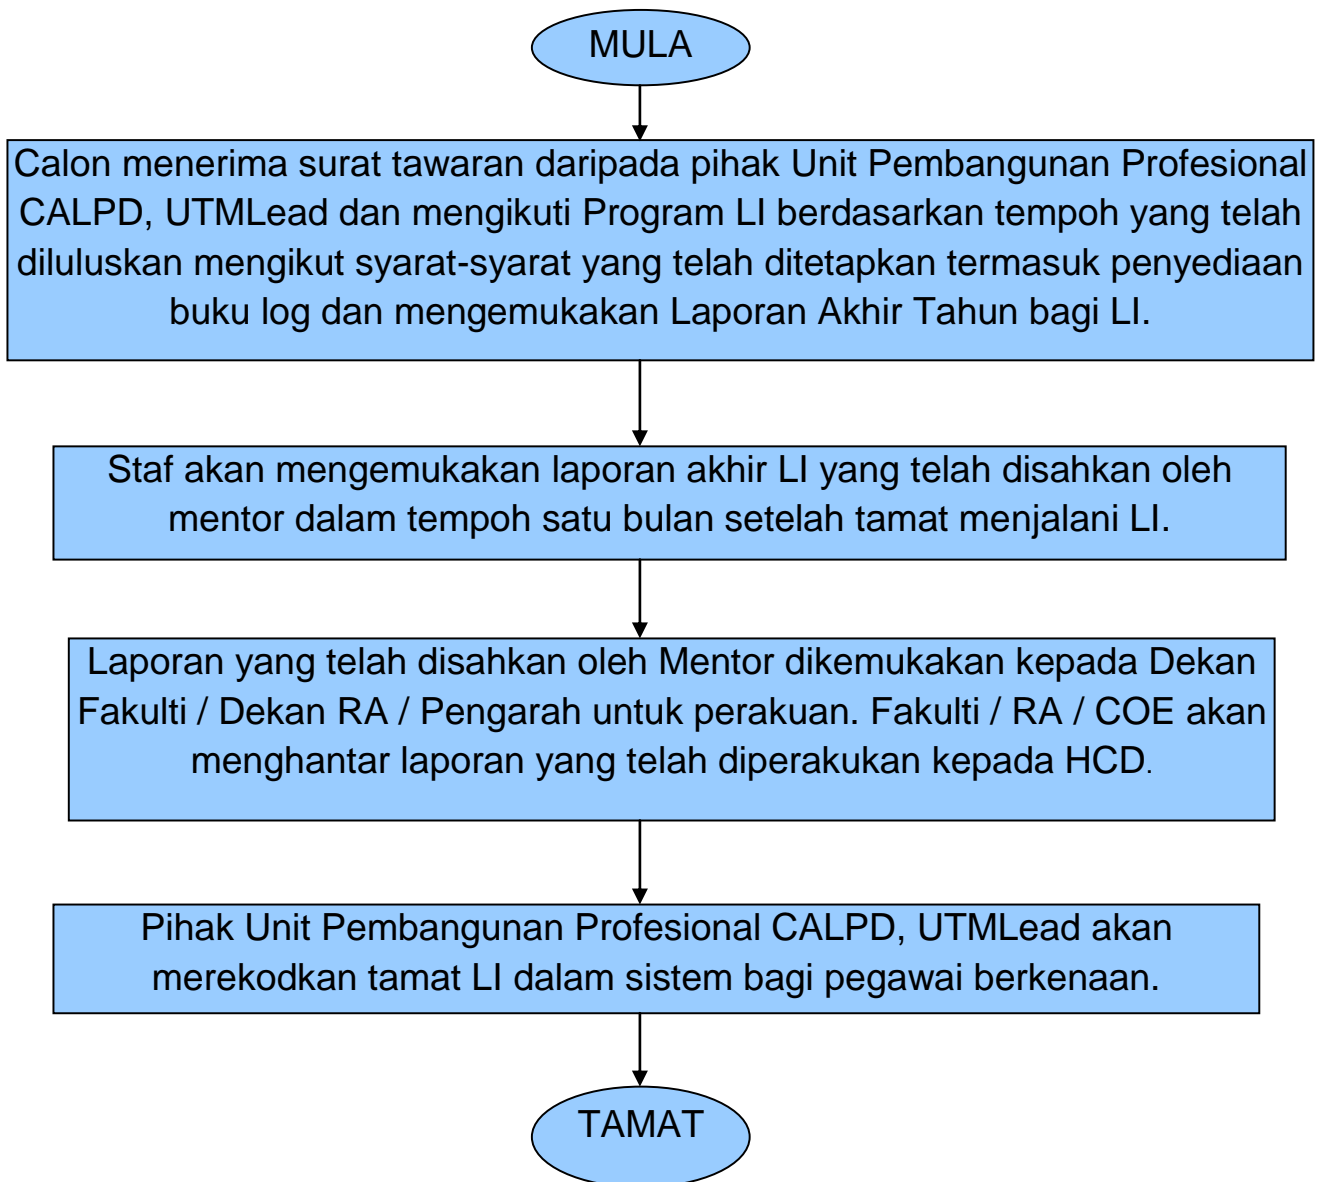 MULA
Calon menerima surat tawaran daripada pihak Unit Pembangunan Profesional
CALPD, UTMLead dan mengikuti Program LI berdasarkan tempoh yang telah
diluluskan mengikut syarat-syarat yang telah ditetapkan termasuk penyediaan
buku log dan mengemukakan Laporan Akhir Tahun bagi LI.
Staf akan mengemukakan laporan akhir LI yang telah disahkan oleh
mentor dalam tempoh satu bulan setelah tamat menjalani LI.
Laporan yang telah disahkan oleh Mentor dikemukakan kepada Dekan
Fakulti / Dekan RA / Pengarah untuk perakuan. Fakulti / RA / COE akan
menghantar laporan yang telah diperakukan kepada HCD.
Pihak Unit Pembangunan Profesional CALPD, UTMLead akan
merekodkan tamat LI dalam sistem bagi pegawai berkenaan.
TAMAT